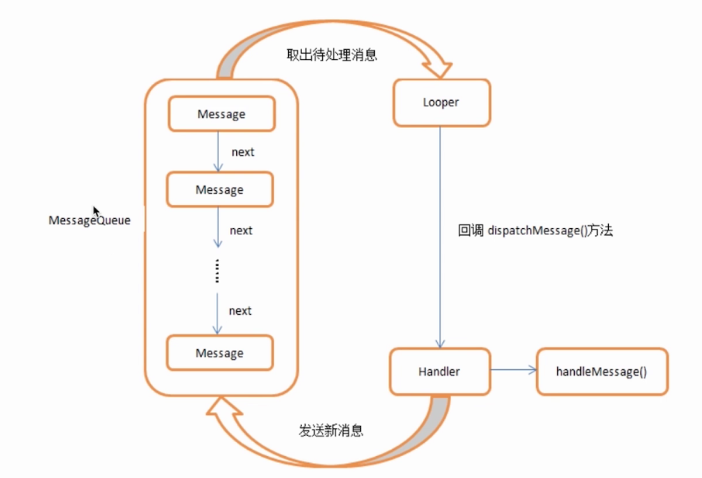 取出待处理消息
Message
Looper
next
Message
MessageQueue
next
回调 dispatchMessage()方法
next
Message
Handler
handleMessage()
发送新消息